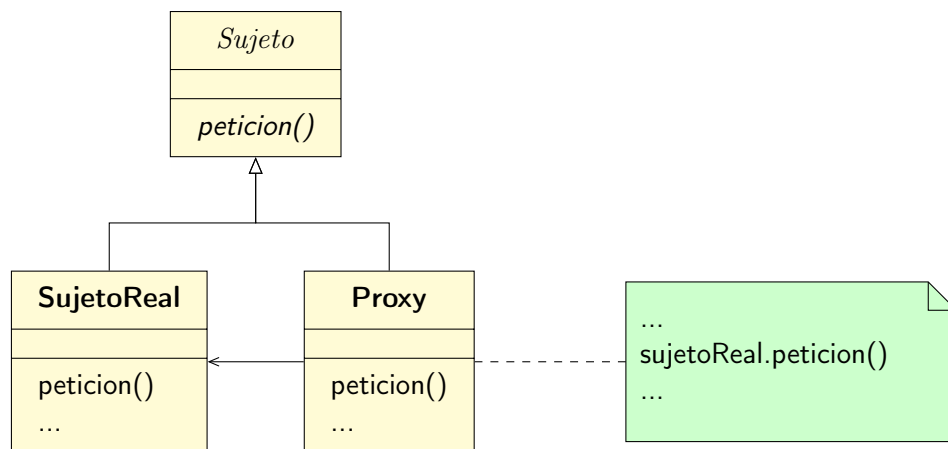 Sujeto
peticion()
SujetoReal
peticion()
...
Proxy
peticion()
...
...
sujetoReal.peticion()
...